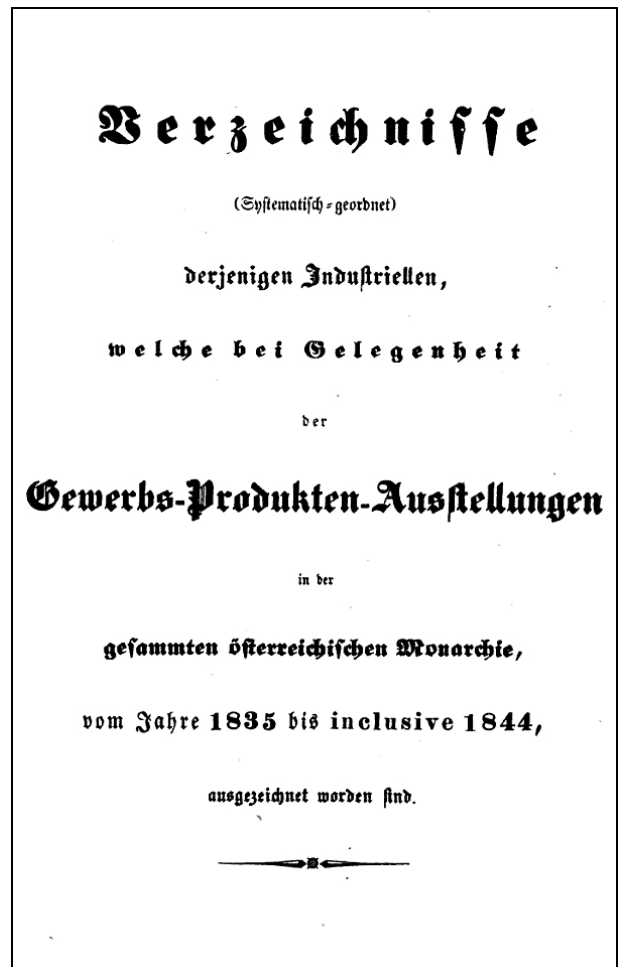 Verzeichniſſe
(Syſtematiſch-geordnet)
derjenigen Induſtriellen,
welche bei Gelegenheit
der
Gewerbs-Produkten-Ausſtellungen
in der
geſammten öſterreichiſchen Monarchie,
vom Jahre 1835 bis inclusive 1844,
ausgezeichnet worden ſind.